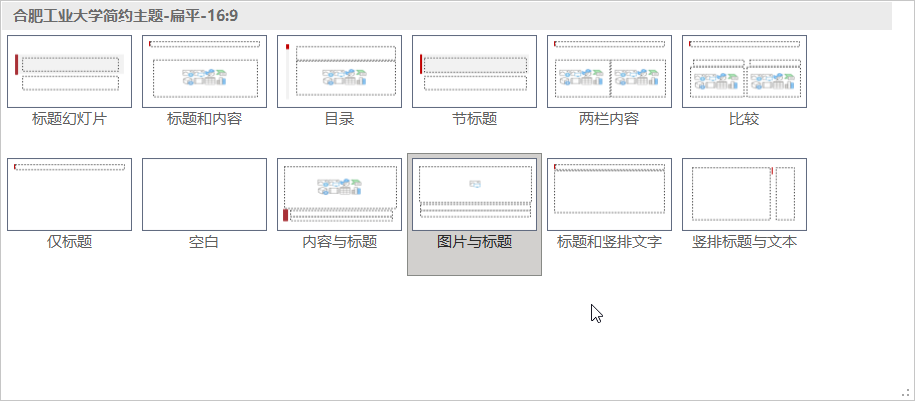 合肥工业大学简约主题-扁平-16:9
标题幻灯片 标题和内容 目录 节标题 两栏内容 比较
仅标题 空白 内容与标题 图片与标题 标题和竖排文字 竖排标题与文本